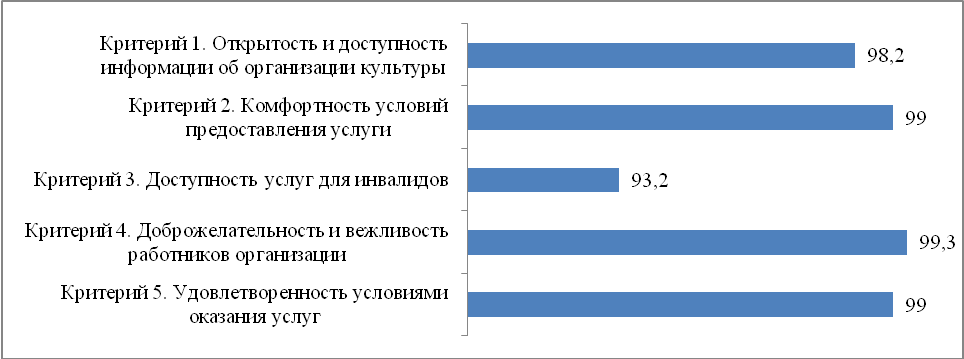 Критерий 1. Открытость и доступность
информации об организации культуры
98,2
Критерий 2. Комфортность условий
предоставления услуги
99
Критерий 3. Доступность услуг для инвалидов
93,2
Критерий 4. Доброжелательность и вежливость
работников организации
99,3
Критерий 5. Удовлетворенность условиями
оказания услуг
99